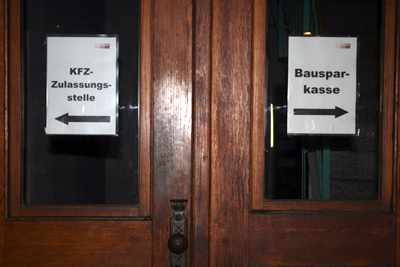 KFZ-
Zulassungs-
stelle
Bauspar-
kasse